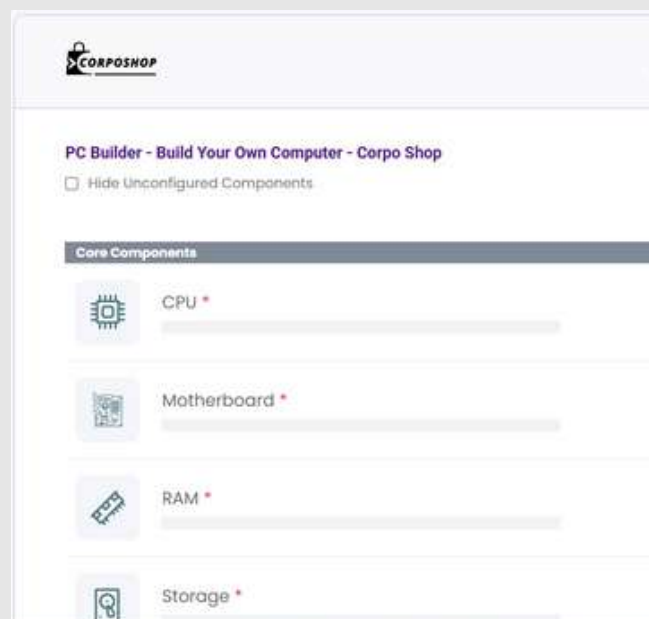 CORPOSHOP
PC Builder - Build Your Own Computer - Corpo Shop
Hide Unconfigured Components
Core Components
CPU *
Motherboard *
RAM *
Storage *